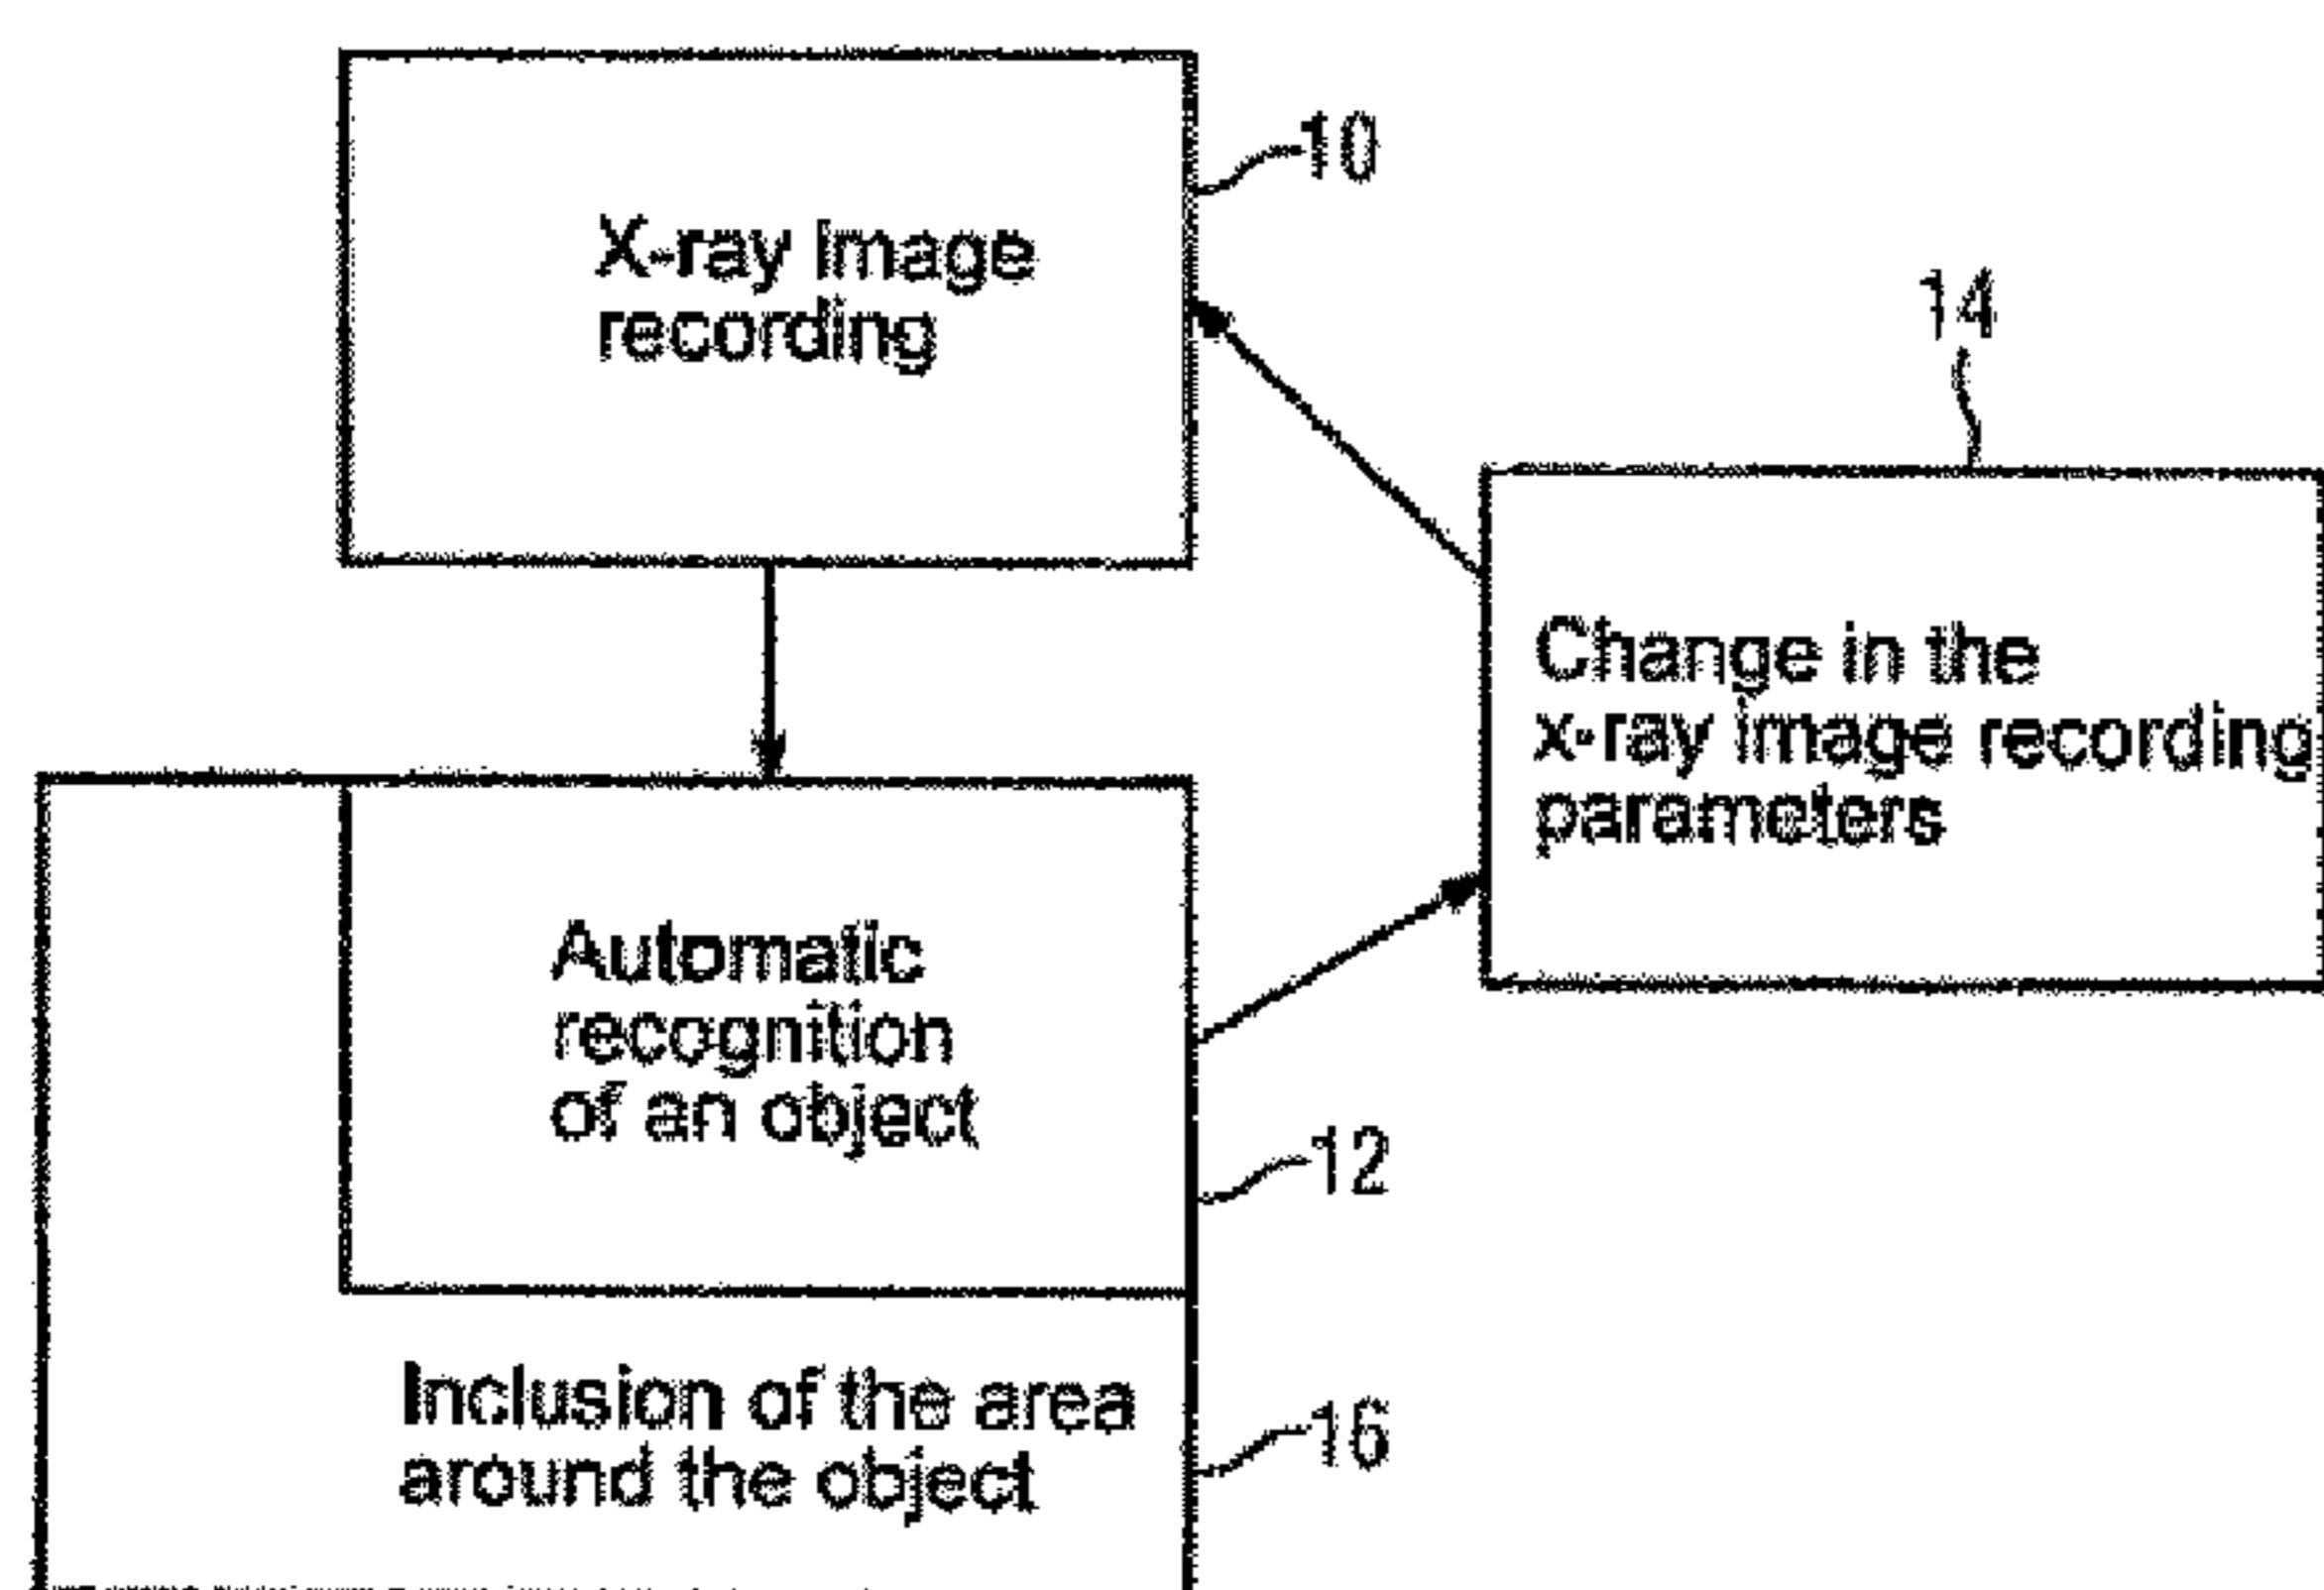 X-ray image
recording
10
14
Change in the
x-ray image recording
parameters
Automatic
recognition
of an object
12
Inclusion of the area
around the object
16